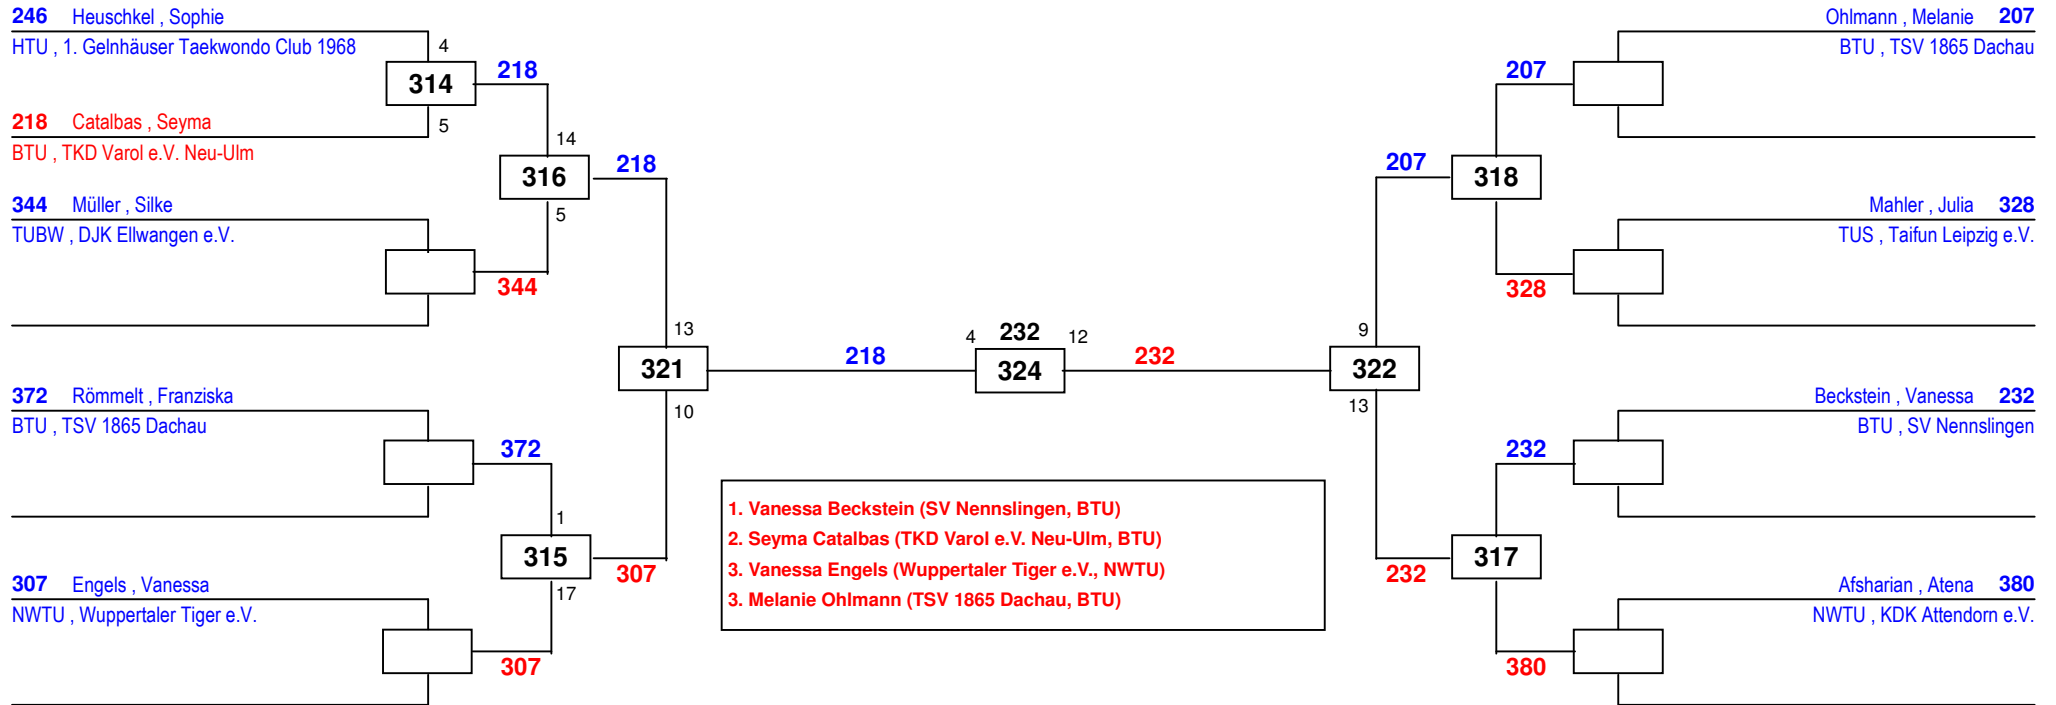 246 Heuschkel , Sophie
HTU , 1. Gelnhäuser Taekwondo Club 1968
4
314
218
5
218 Catalbas , Seyma
BTU , TKD Varol e.V. Neu-Ulm
14
316
218
5
344 Müller , Silke
TUBW , DJK Ellwangen e.V.
344
13
321
10
372 Römmelt , Franziska
BTU , TSV 1865 Dachau
372
1
315
307
17
307 Engels , Vanessa
NWTU , Wuppertaler Tiger e.V.
307
218
4 232 12
324
232
1. Vanessa Beckstein (SV Nennslingen, BTU)
2. Seyma Catalbas (TKD Varol e.V. Neu-Ulm, BTU)
3. Vanessa Engels (Wuppertaler Tiger e.V., NWTU)
3. Melanie Ohlmann (TSV 1865 Dachau, BTU)
Ohlmann , Melanie 207
BTU , TSV 1865 Dachau
207
207
318
Mahler , Julia 328
TUS , Taifun Leipzig e.V.
328
9
322
13
Beckstein , Vanessa 232
BTU , SV Nennslingen
232
317
232
Afsharian , Atena 380
NWTU , KDK Attendorn e.V.
380